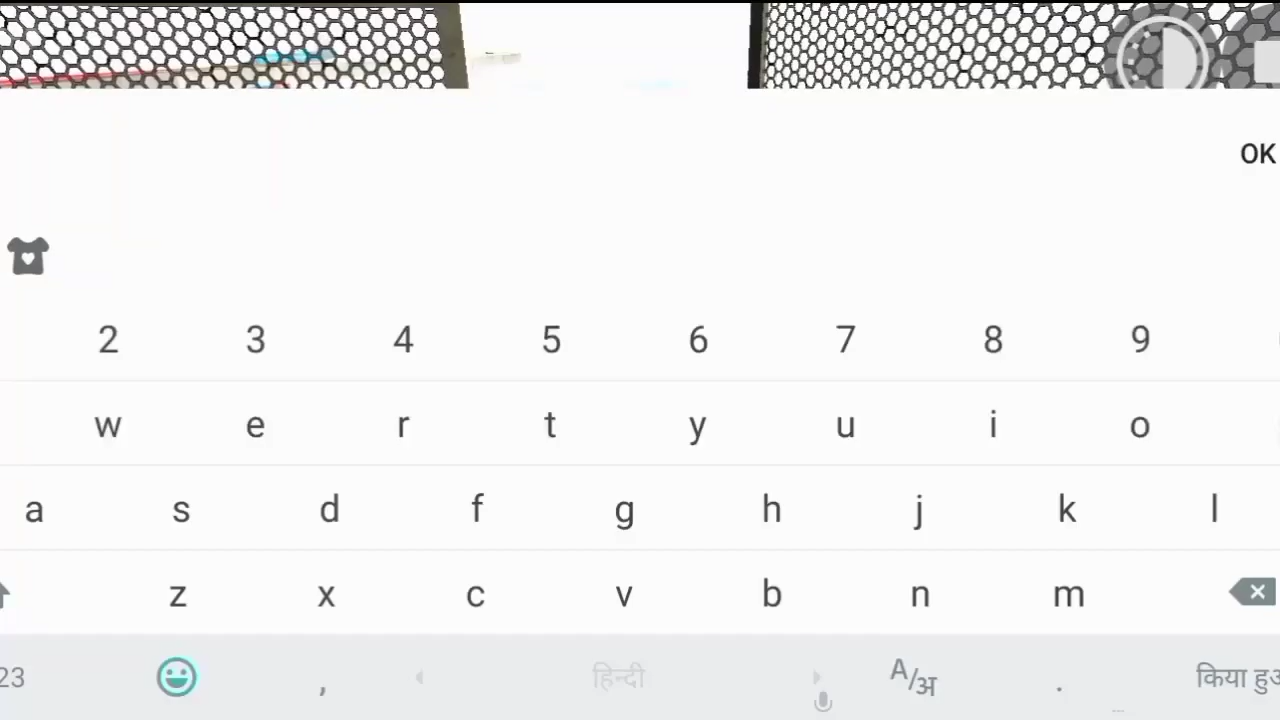 OK
2 3 4 5 6 7 8 9
w e r t y u i o
a s d f g h j k l
z x c v b n m
23 , हिन्दी A/अ . किया हुअ